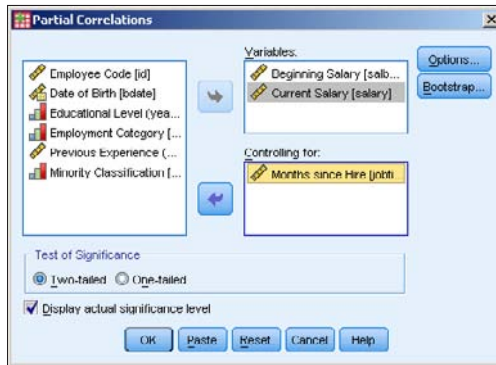 Partial Correlations
Employee Code [id]
Date of Birth [bdate]
Educational Level (yea...
Employment Category [...
Previous Experience (...
Minority Classification [...
Variables:
Beginning Salary [salb...
Current Salary [salary]
Controlling for:
Months since Hire [jobti...
Options...
Bootstrap...
Test of Significance
Two-tailed One-tailed
Display actual significance level
OK Paste Reset Cancel Help